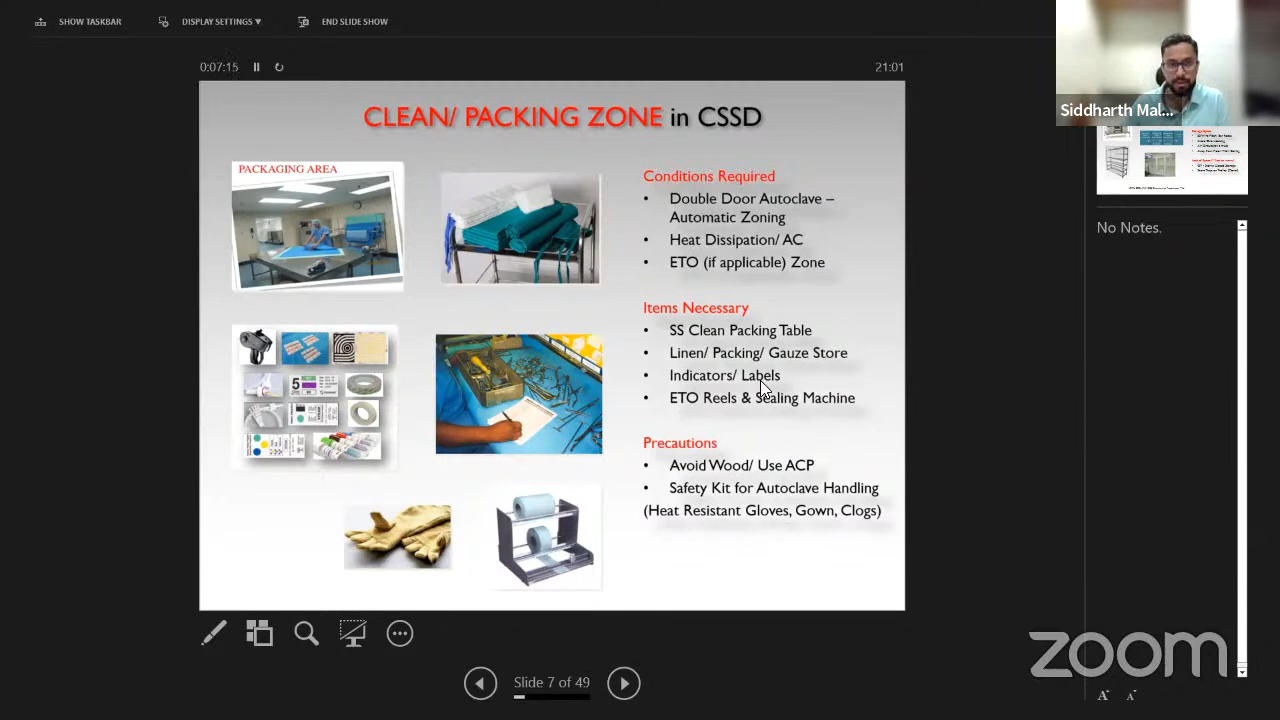 SHOW TASKBAR
DISPLAY SETTINGS
END SLIDE SHOW
Siddharth Mal...
0:07:15
21:01
CLEAN/ PACKING ZONE in CSSD
PACKAGING AREA
Conditions Required
• Double Door Autoclave –
Automatic Zoning
• Heat Dissipation/ AC
• ETO (if applicable) Zone
Items Necessary
• SS Clean Packing Table
• Linen/ Packing/ Gauze Store
• Indicators/ Labels
• ETO Reels & Sealing Machine
Precautions
• Avoid Wood/ Use ACP
• Safety Kit for Autoclave Handling
(Heat Resistant Gloves, Gown, Clogs)
5
No Notes.
Slide 7 of 49
zoom
A
A